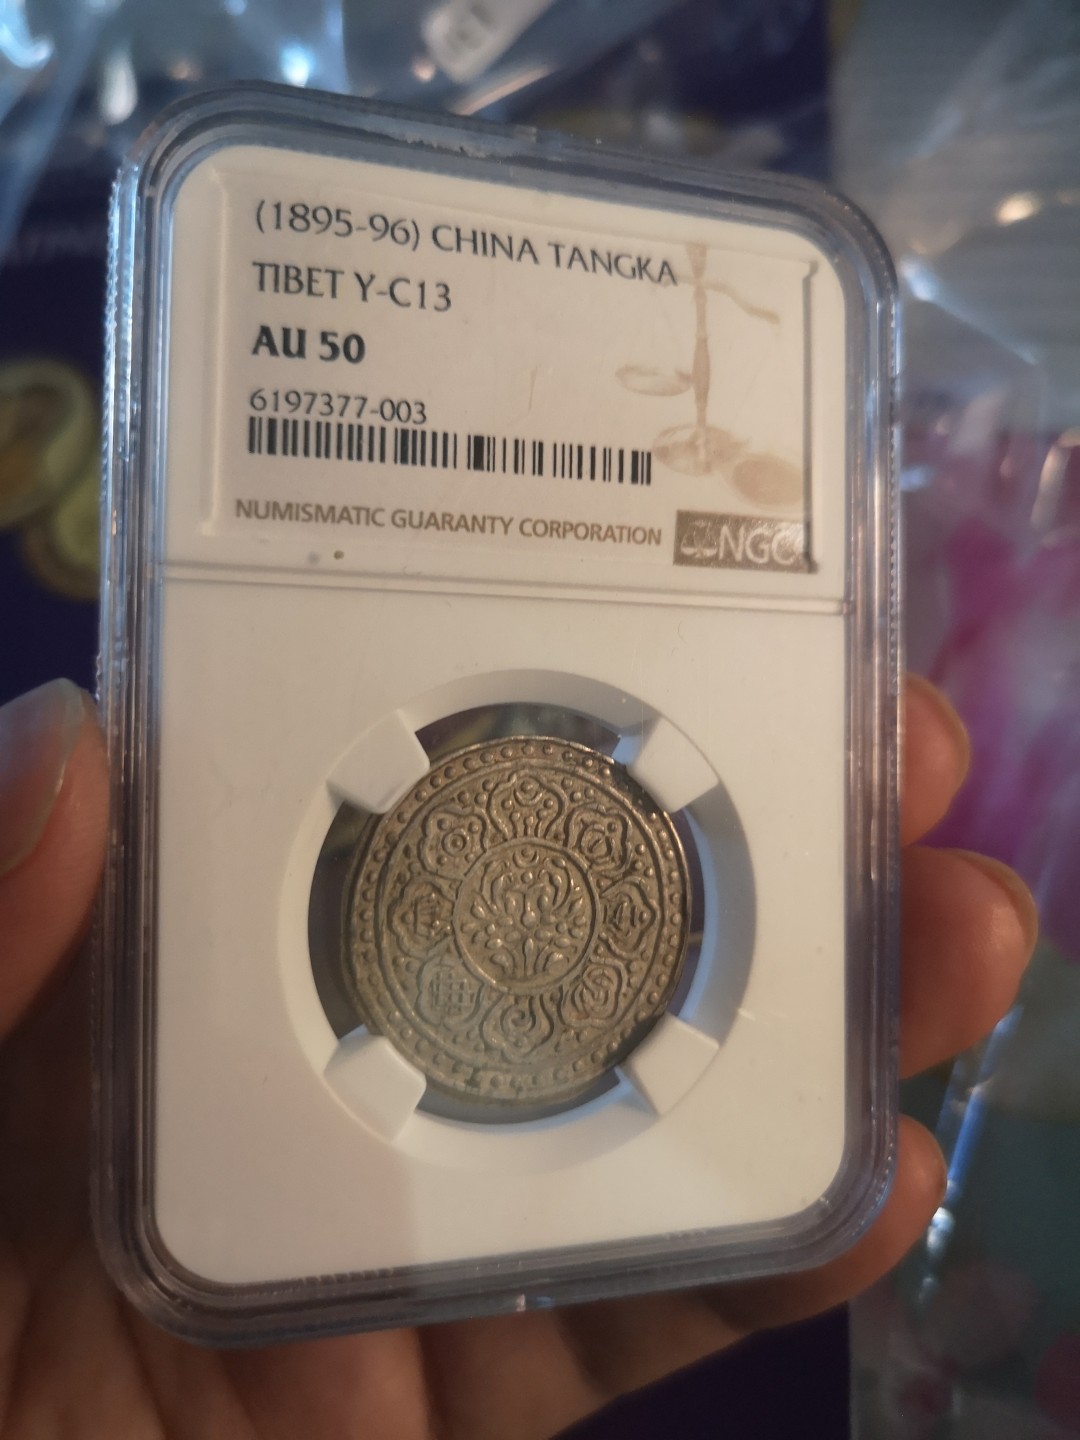 (1895-96) CHINA TANGKA
TIBET Y-C13
AU 50
6197377-003
NUMISMATIC GUARANTY CORPORATION NGC